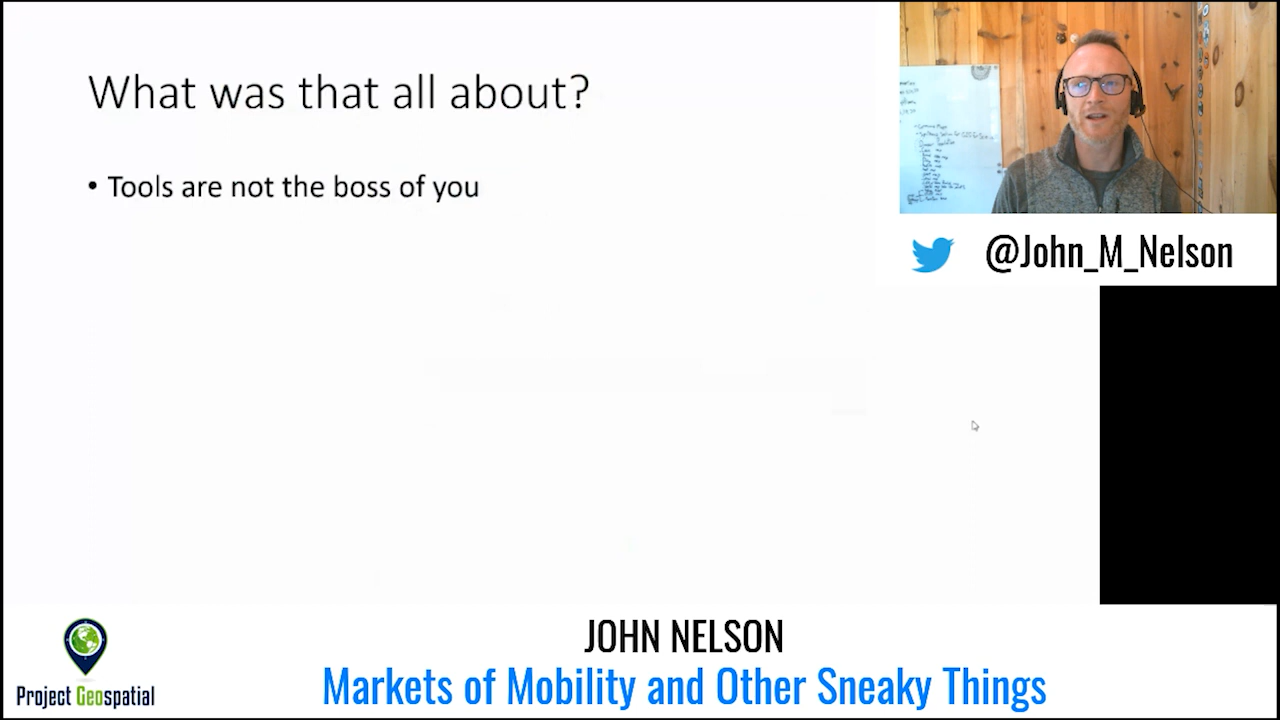 What was that all about?
• Tools are not the boss of you
@John_M_Nelson
JOHN NELSON
Markets of Mobility and Other Sneaky Things
Project Geospatial